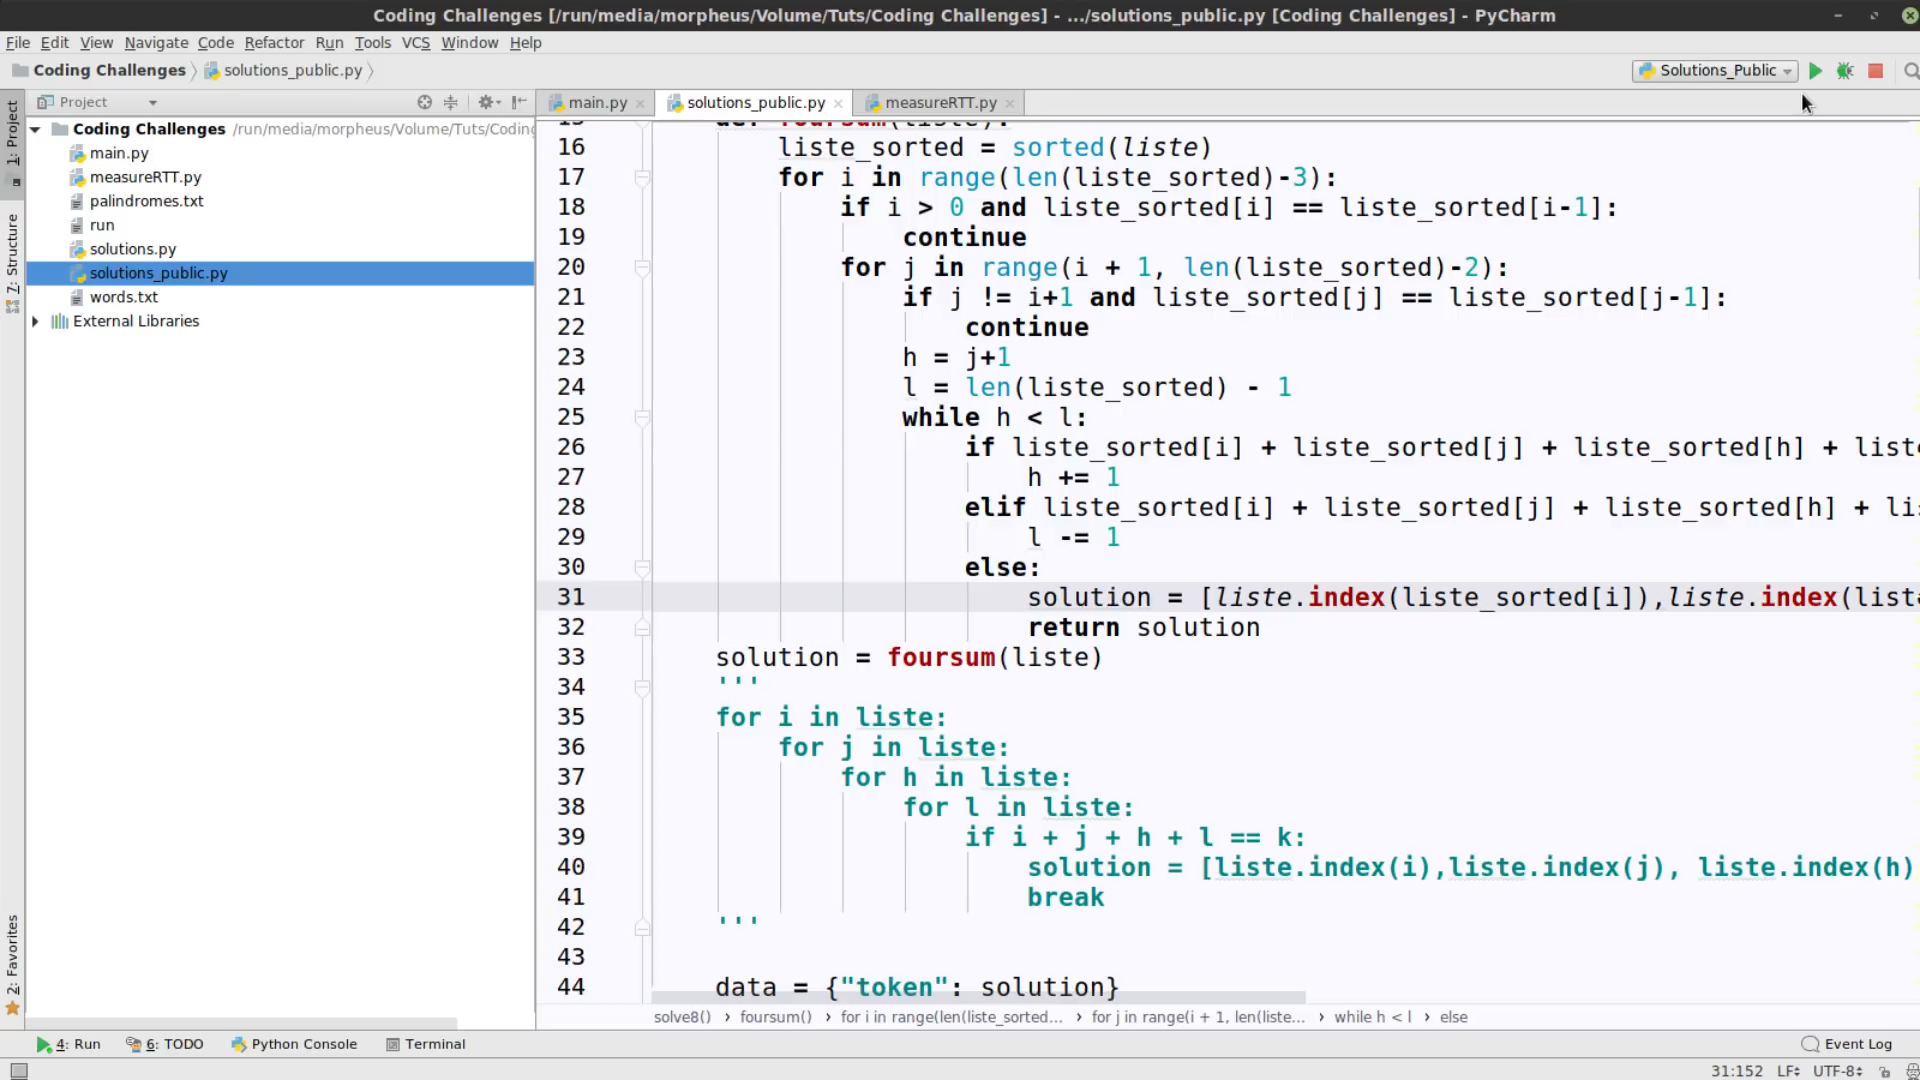 Coding Challenges [/run/media/morpheus/Volume/Tuts/Coding Challenges] - .../solutions_public.py [Coding Challenges] - PyCharm
File Edit View Navigate Code Refactor Run Tools VCS Window Help
Coding Challenges solutions_public.py Solutions_Public
Project
main.py solutions_public.py measureRTT.py
1: Project
7: Structure
2: Favorites
Coding Challenges /run/media/morpheus/Volume/Tuts/Coding
main.py
measureRTT.py
palindromes.txt
run
solutions.py
solutions_public.py
words.txt
External Libraries
15 def foursum(liste):
16 liste_sorted = sorted(liste)
17 for i in range(len(liste_sorted)-3):
18 if i > 0 and liste_sorted[i] == liste_sorted[i-1]:
19 continue
20 for j in range(i + 1, len(liste_sorted)-2):
21 if j != i+1 and liste_sorted[j] == liste_sorted[j-1]:
22 continue
23 h = j+1
24 l = len(liste_sorted) - 1
25 while h < l:
26 if liste_sorted[i] + liste_sorted[j] + liste_sorted[h] + list
27 h += 1
28 elif liste_sorted[i] + liste_sorted[j] + liste_sorted[h] + li
29 l -= 1
30 else:
31 solution = [liste.index(liste_sorted[i]),liste.index(list
32 return solution
33 solution = foursum(liste)
34 '''
35 for i in liste:
36 for j in liste:
37 for h in liste:
38 for l in liste:
39 if i + j + h + l == k:
40 solution = [liste.index(i),liste.index(j), liste.index(h)
41 break
42 '''
43
44 data = {"token": solution}
solve8() › foursum() › for i in range(len(liste_sorted... › for j in range(i + 1, len(liste... › while h < l › else
4: Run 6: TODO Python Console Terminal Event Log
31:152 LF÷ UTF-8÷